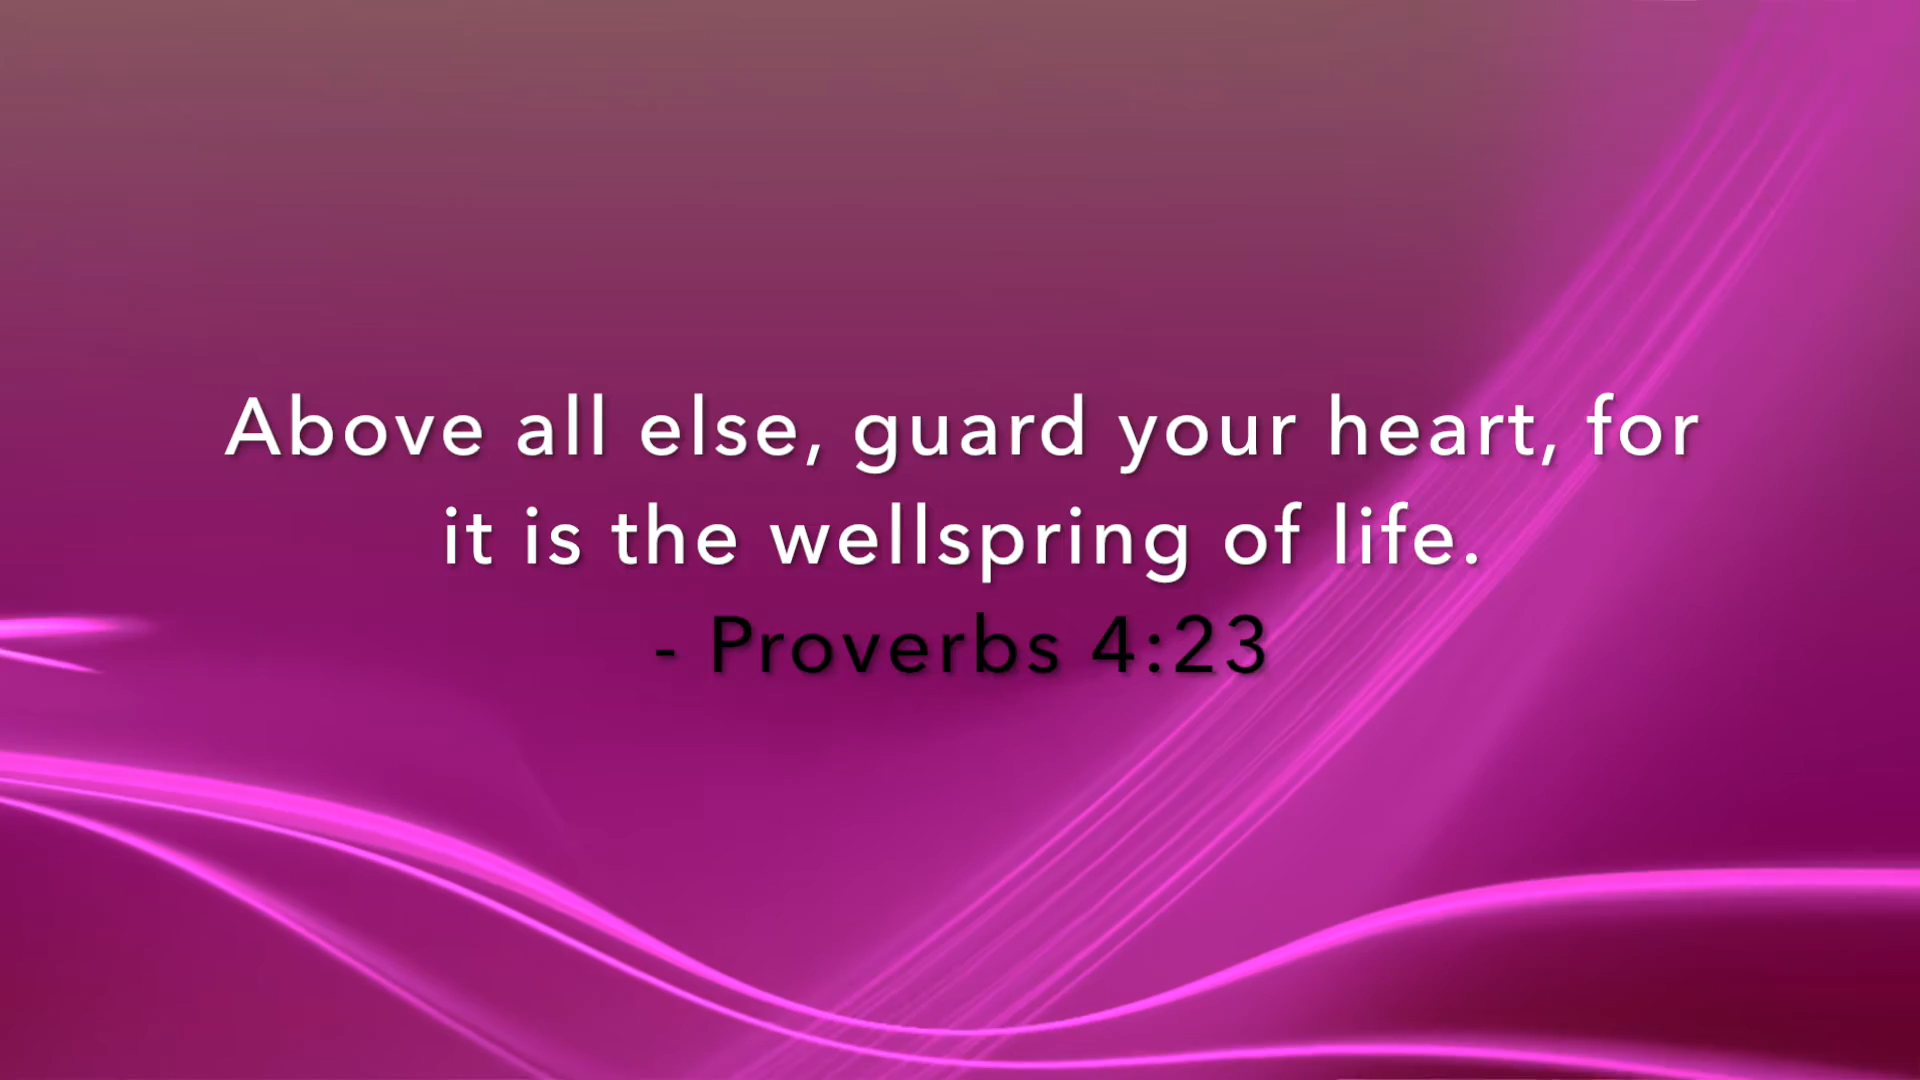 Above all else, guard your heart, for
it is the wellspring of life.
- Proverbs 4:23